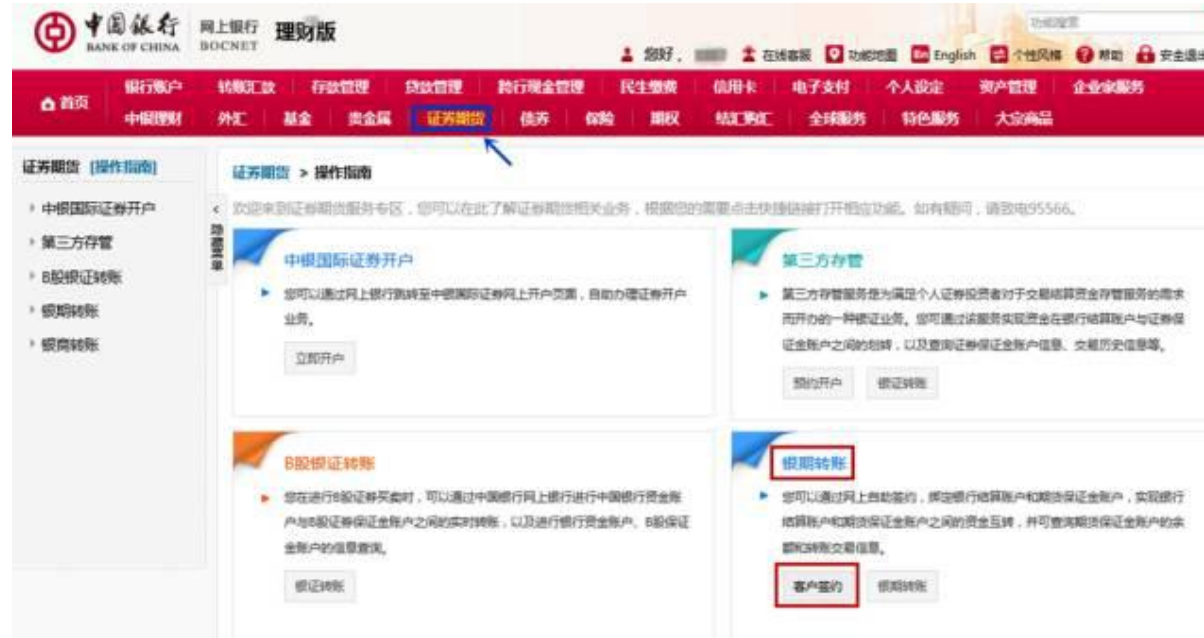 中国银行
BANK OF CHINA
网上银行
BOCNET
理财版
功能搜索
您好，
在线客服
功能地图
English
个性风格
帮助
安全退出
首页
银行账户 转账汇款 存款管理 贷款管理 跨行现金管理 民生缴费 信用卡 电子支付 个人设定 资产管理 企业家服务
中银理财 外汇 基金 贵金属 证券期货 债券 保险 期权 结汇购汇 全球服务 特色服务 大宗商品
证券期货 [操作指南]
中银国际证券开户
第三方存管
B股银证转账
银期转账
银商转账
隐藏菜单
证券期货 > 操作指南
欢迎来到证券期货服务专区，您可以在此了解证券期货相关业务，根据您的需要点击快捷链接打开相应功能。如有疑问，请致电95566。
中银国际证券开户
您可以通过网上银行跳转至中银国际证券网上开户页面，自助办理证券开户
业务。
立即开户
第三方存管
第三方存管服务是为满足个人证券投资者对于交易结算资金存管服务的需求
而开办的一种银证业务。您可通过该服务实现资金在银行结算账户与证券保
证金账户之间的划转，以及查询证券保证金账户信息、交易历史信息等。
预约开户
银证转账
B股银证转账
您在进行B股证券买卖时，可以通过中国银行网上银行进行中国银行资金账
户与B股证券保证金账户之间的实时转账，以及进行银行资金账户、B股保证
金账户的信息查询。
银证转账
银期转账
您可以通过网上自助签约，绑定银行结算账户和期货保证金账户，实现银行
结算账户和期货保证金账户之间的资金互转，并可查询期货保证金账户的余
额和转账交易信息。
客户签约
银期转账